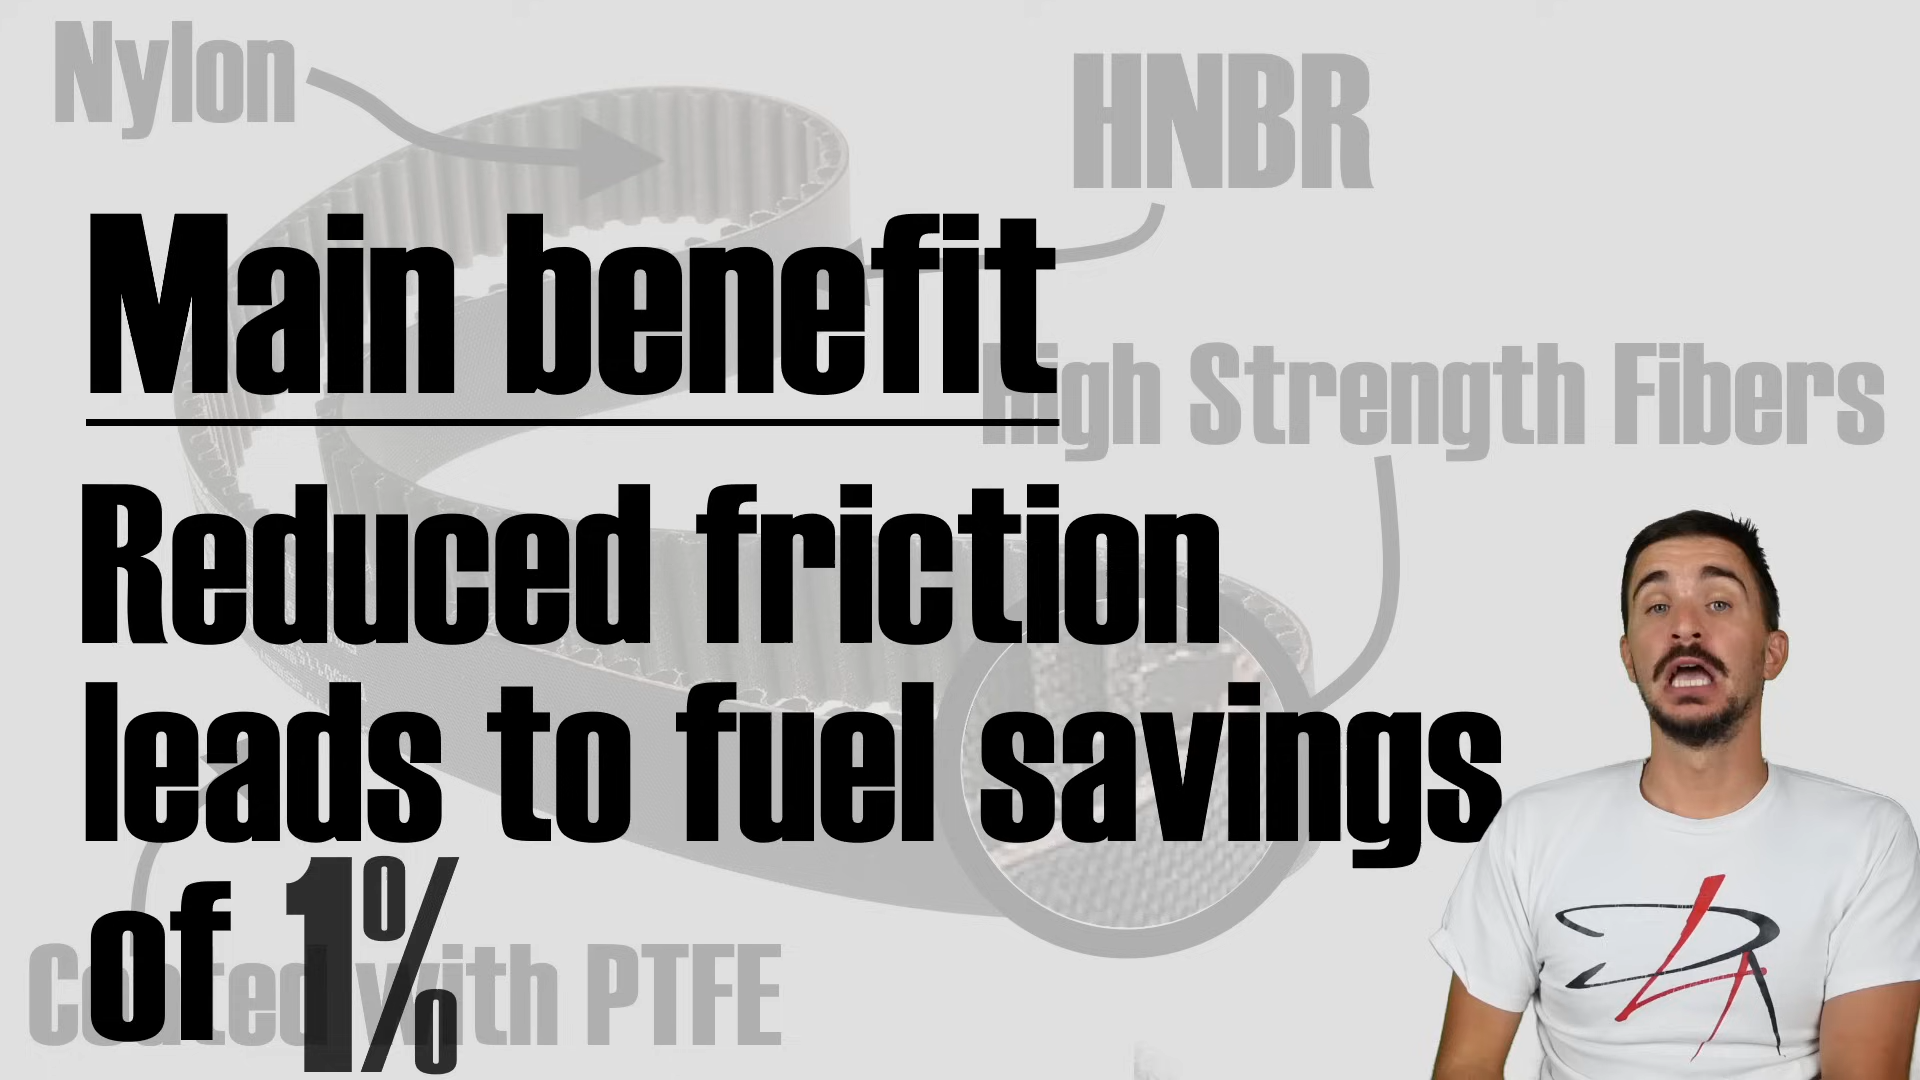 Nylon
HNBR
Main benefit
High Strength Fibers
Reduced friction
leads to fuel savings
of 1%
Coated with PTFE